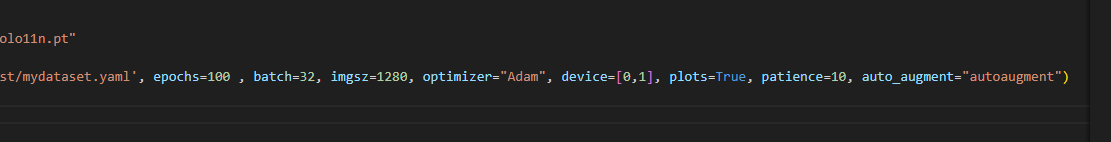 olo11n.pt"
st/mydataset.yaml', epochs=100 , batch=32, imgsz=1280, optimizer="Adam", device=[0,1], plots=True, patience=10, auto_augment="autoaugment")